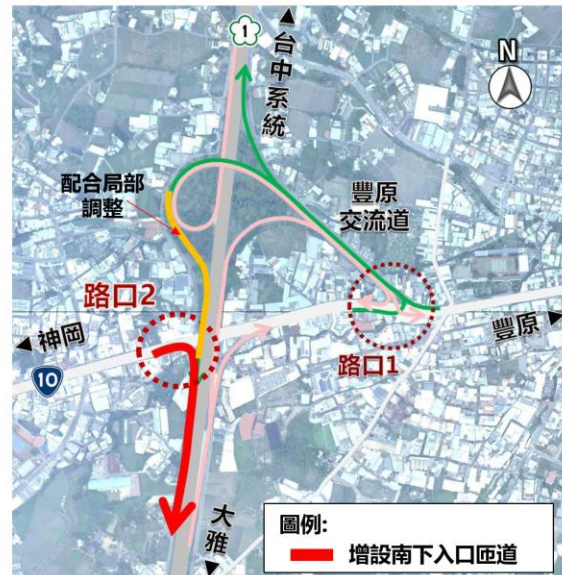 1
▲台中系統
N
配合局部
調整
豐原
交流道
路口2
◀神岡
10
路口1
豐原▶
大雅▼
圖例:
增設南下入口匝道